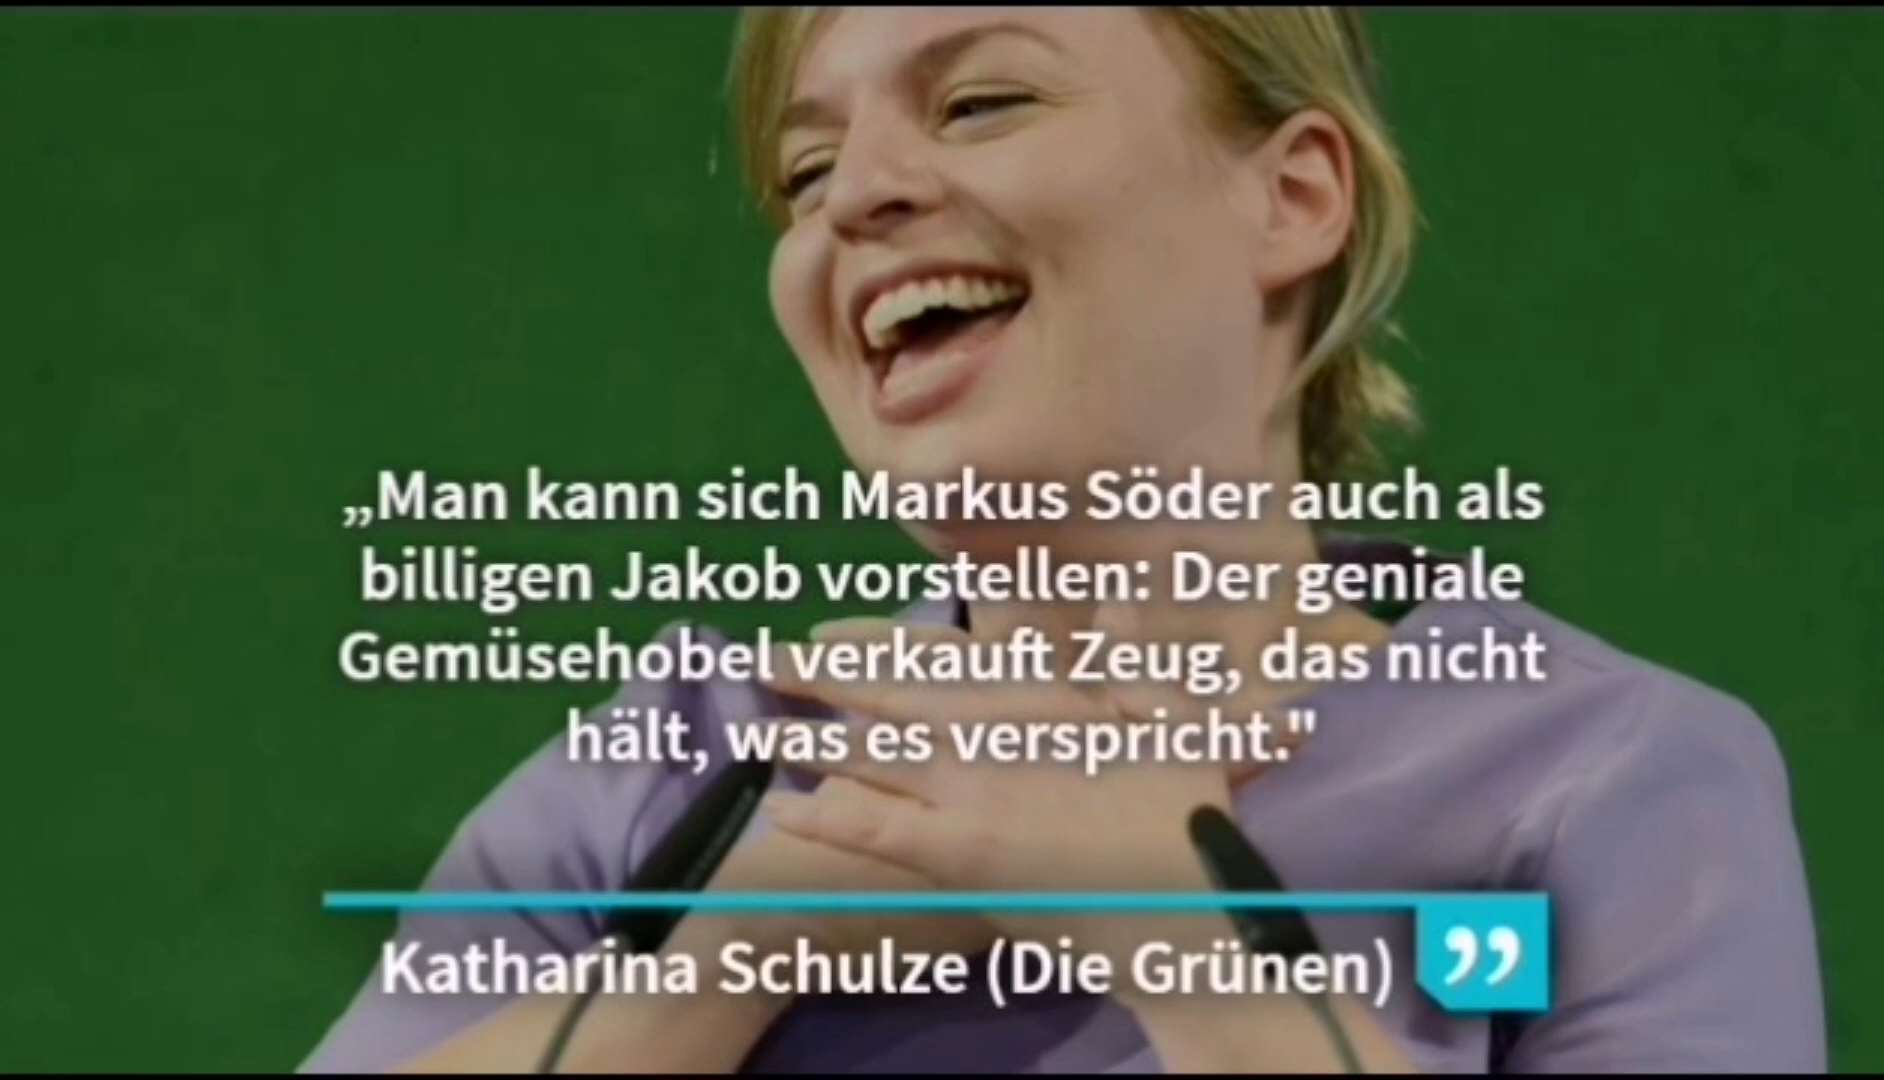 „Man kann sich Markus Söder auch als
billigen Jakob vorstellen: Der geniale
Gemüsehobel verkauft Zeug, das nicht
hält, was es verspricht."
Katharina Schulze (Die Grünen)